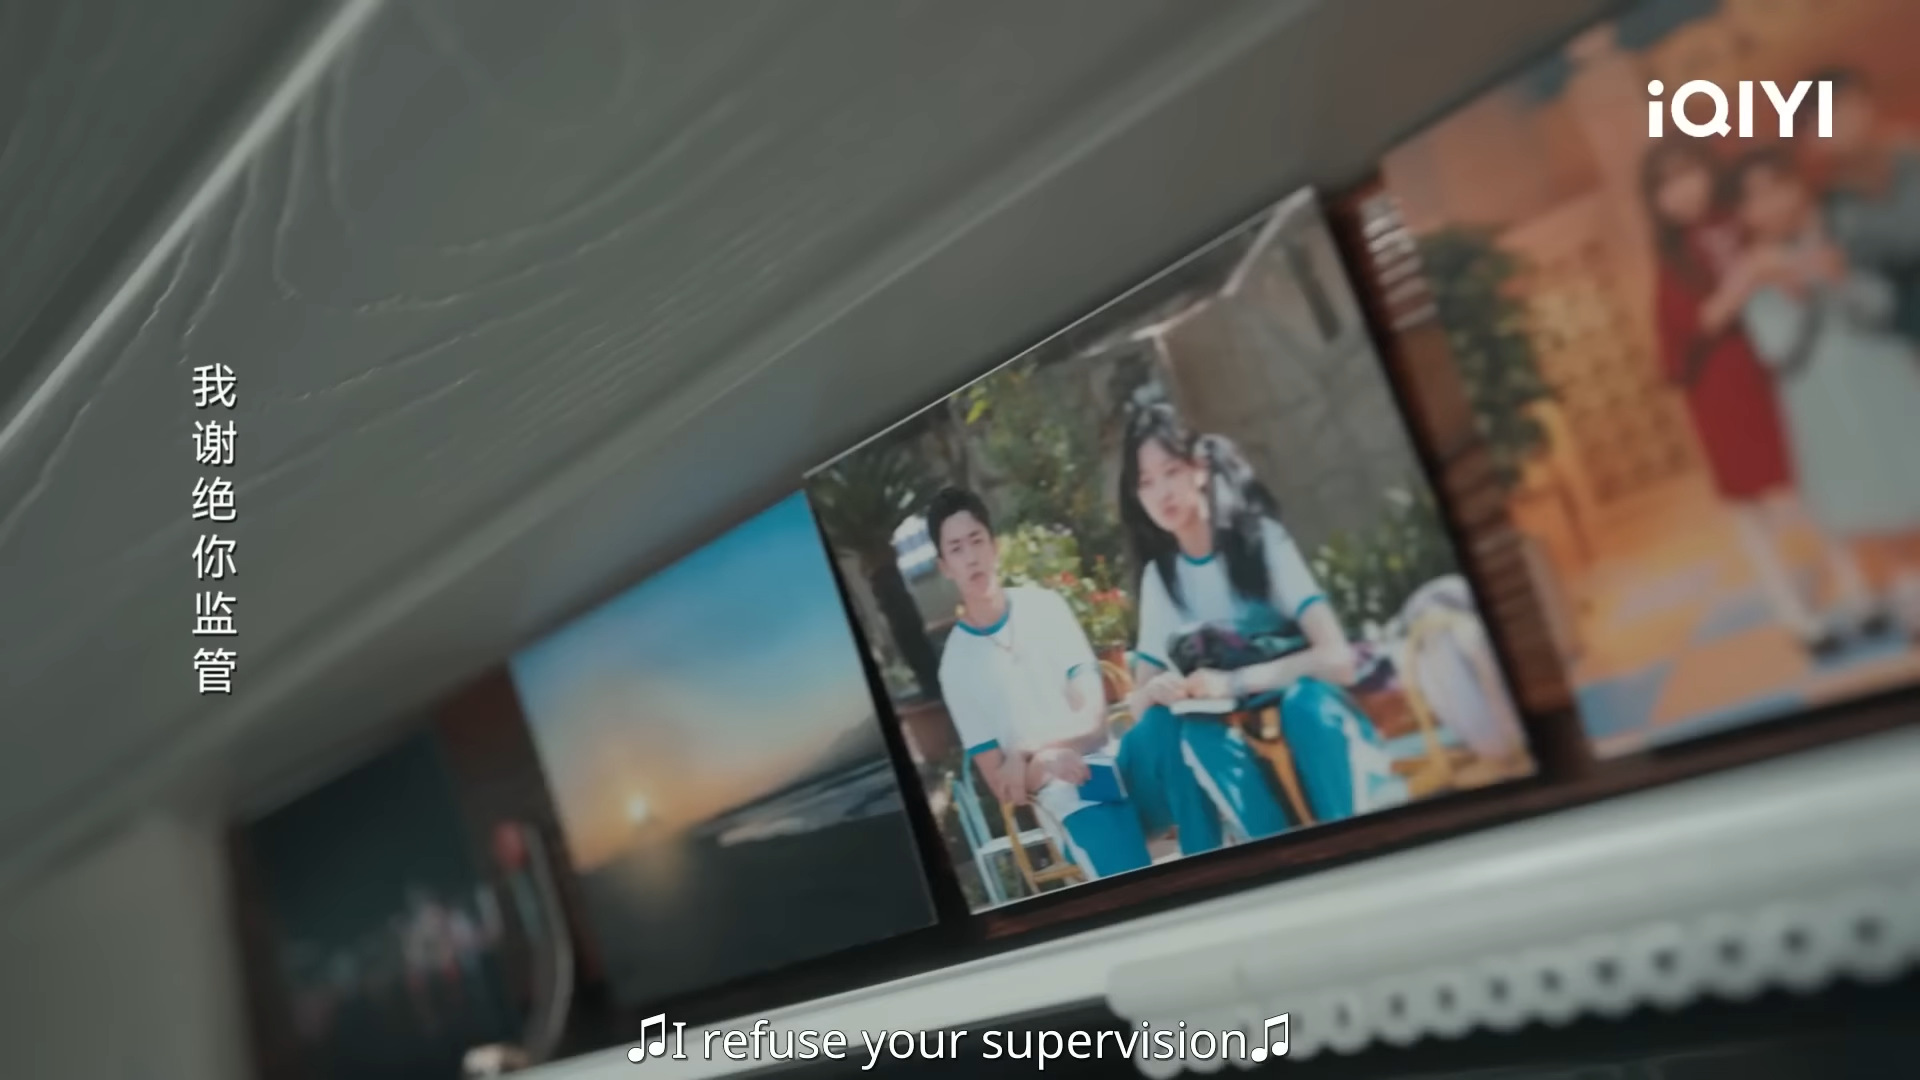 iQIYI
我谢绝你监管
♫I refuse your supervision♫